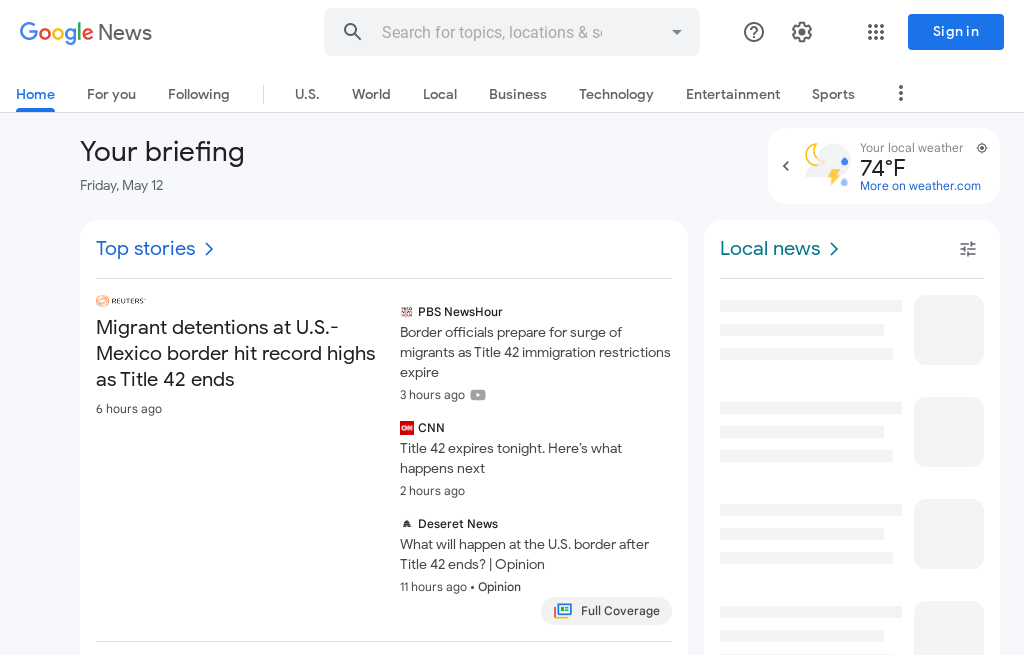 Google News
Search for topics, locations & so
Sign in
Home
For you
Following
U.S.
World
Local
Business
Technology
Entertainment
Sports
Your briefing
Friday, May 12
Your local weather
74°F
More on weather.com
Top stories
REUTERS
Migrant detentions at U.S.-
Mexico border hit record highs
as Title 42 ends
6 hours ago
PBS NewsHour
Border officials prepare for surge of
migrants as Title 42 immigration restrictions
expire
3 hours ago
CNN
CNN
Title 42 expires tonight. Here's what
happens next
2 hours ago
Deseret News
What will happen at the U.S. border after
Title 42 ends? | Opinion
11 hours ago • Opinion
Full Coverage
Local news